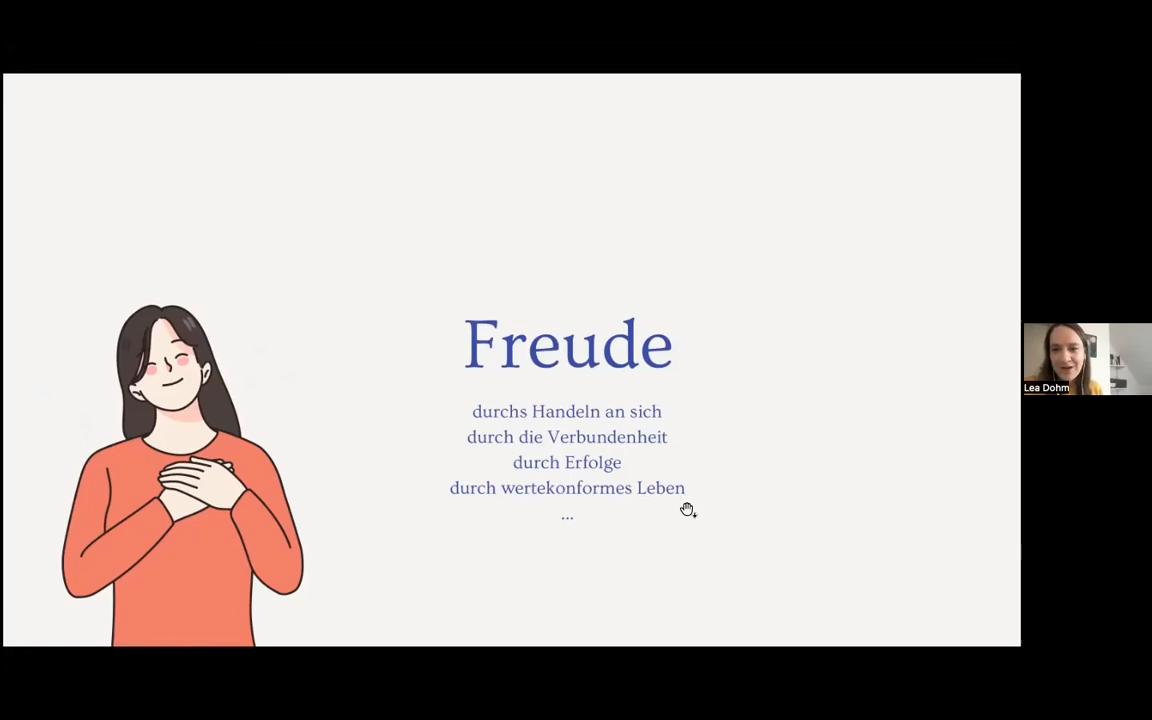 Freude
durchs Handeln an sich
durch die Verbundenheit
durch Erfolge
durch wertekonformes Leben
...
Lea Dohm